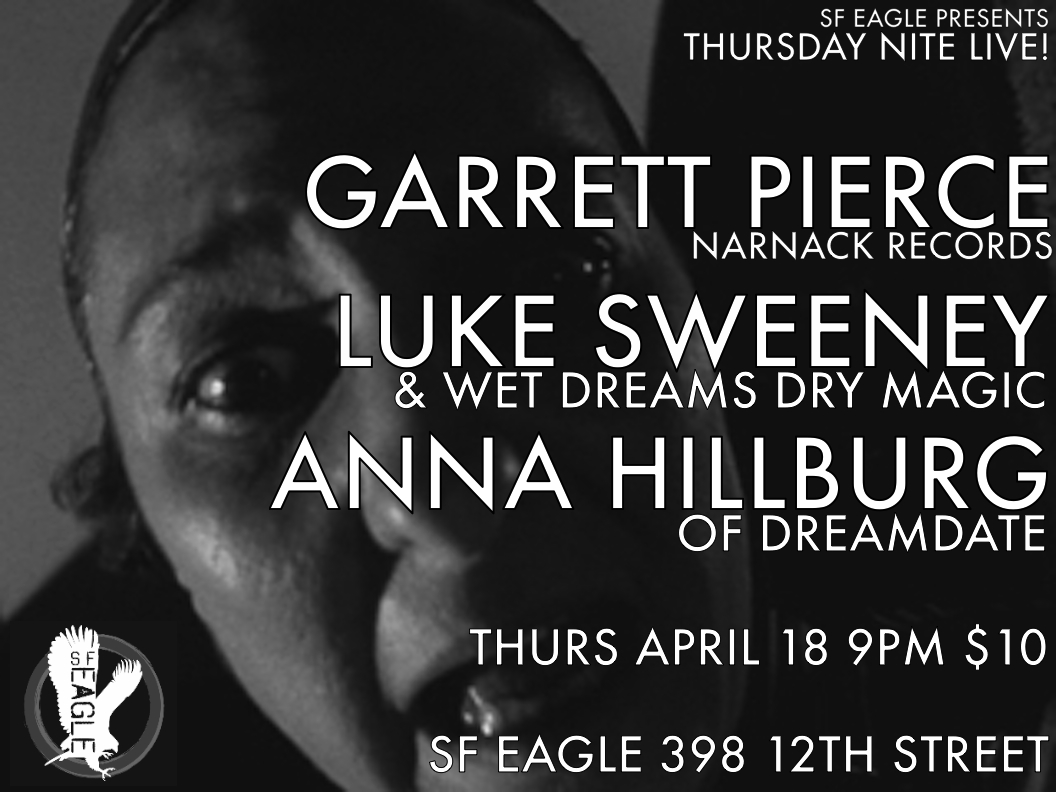 SF EAGLE PRESENTS
THURSDAY NITE LIVE!
GARRETT PIERCE
NARNACK RECORDS
LUKE SWEENEY
& WET DREAMS DRY MAGIC
ANNA HILLBURG
OF DREAMDATE
THURS APRIL 18 9PM $10
SF EAGLE 398 12TH STREET
SF
EAGLE